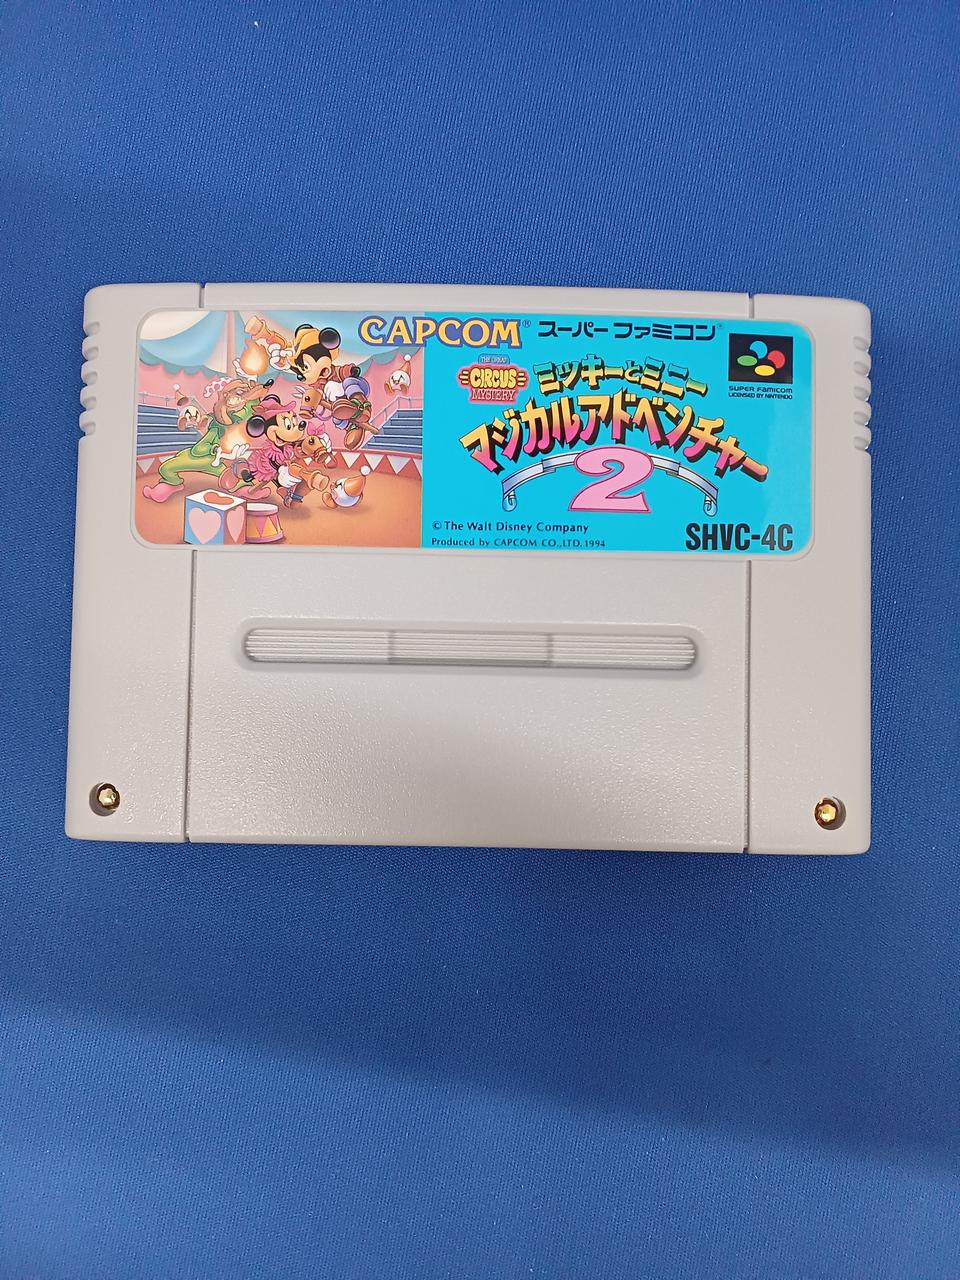 CAPCOM® スーパーファミコン®
THE GREAT
CIRCUS
MYSTERY
ミッキーとミニー
マジカルアドベンチャー
2
SUPER FAMICOM
LICENSED BY NINTENDO
© The Walt Disney Company
Produced by CAPCOM CO.,LTD. 1994
SHVC-4C